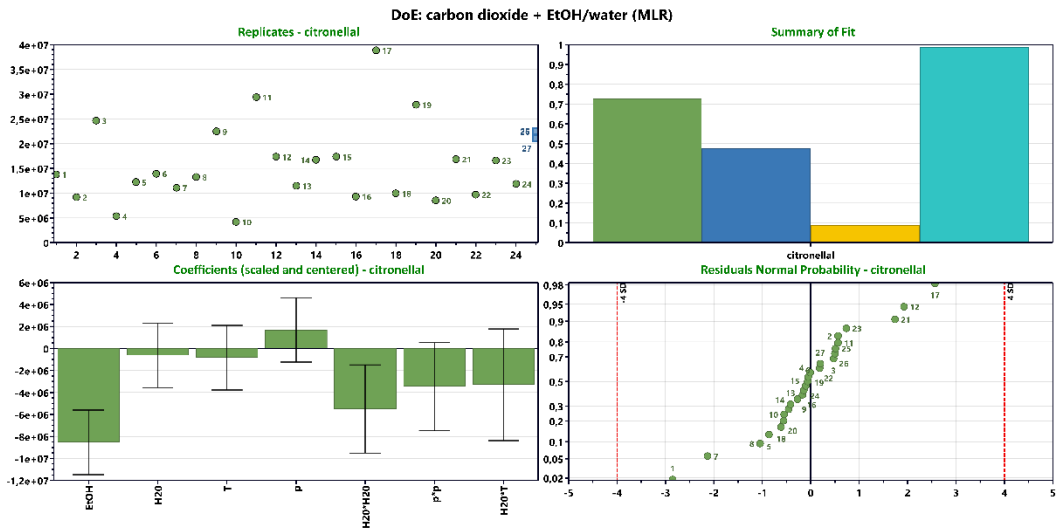 DoE: carbon dioxide + EtOH/water (MLR)
Replicates - citronellal
4e+07
3,5e+07
3e+07
2,5e+07
2e+07
1,5e+07
1e+07
5e+06
0
1
2
3
4
5
6
7
8
9
10
11
12
13
14
15
16
17
18
19
20
21
22
23
24
25
27
2 4 6 8 10 12 14 16 18 20 22 24
Summary of Fit
1
0,9
0,8
0,7
0,6
0,5
0,4
0,3
0,2
0,1
0
citronellal
Coefficients (scaled and centered) - citronellal
6e+06
4e+06
2e+06
0
-2e+06
-4e+06
-6e+06
-8e+06
-1e+07
-1,2e+07
EtOH
H20
T
p
H20*H20
p*p
H20*T
Residuals Normal Probability - citronellal
0,98
0,95
0,9
0,8
0,7
0,5
0,3
0,1
0,05
0,02
-4 SD
4 SD
17
12
21
23
2
11
25
27
26
4
3
15
22
19
13
24
14
16
9
10
20
18
8
5
7
1
-5 -4 -3 -2 -1 0 1 2 3 4 5